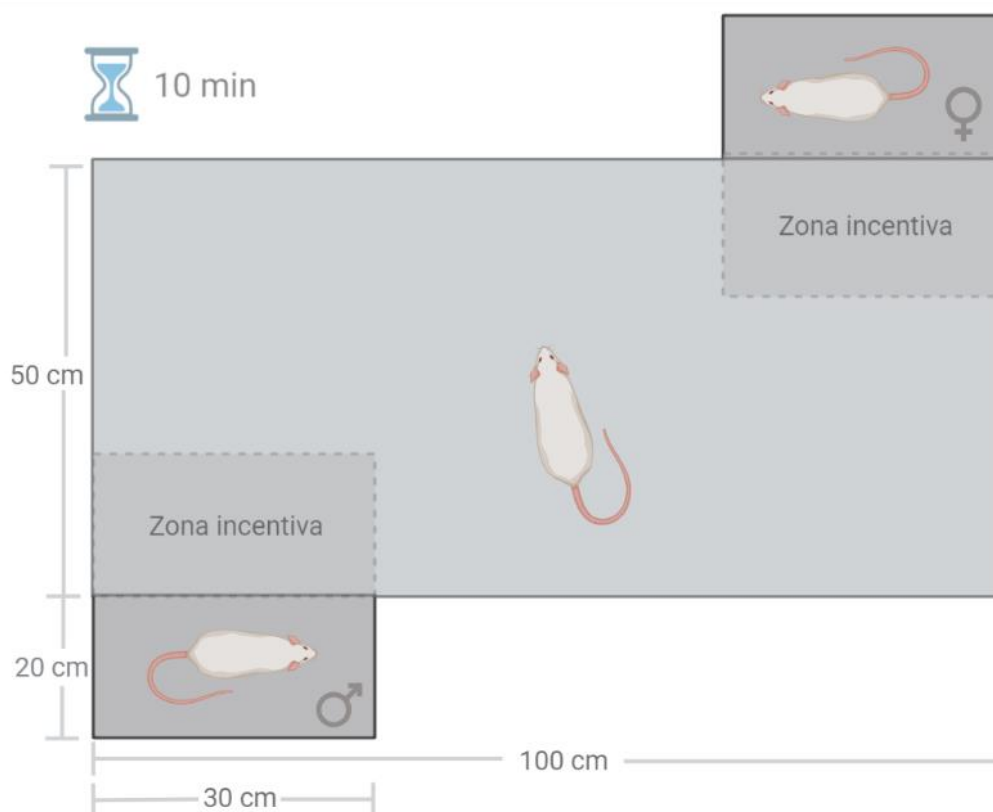 10 min
♀
Zona incentiva
50 cm
Zona incentiva
20 cm
♂
100 cm
30 cm